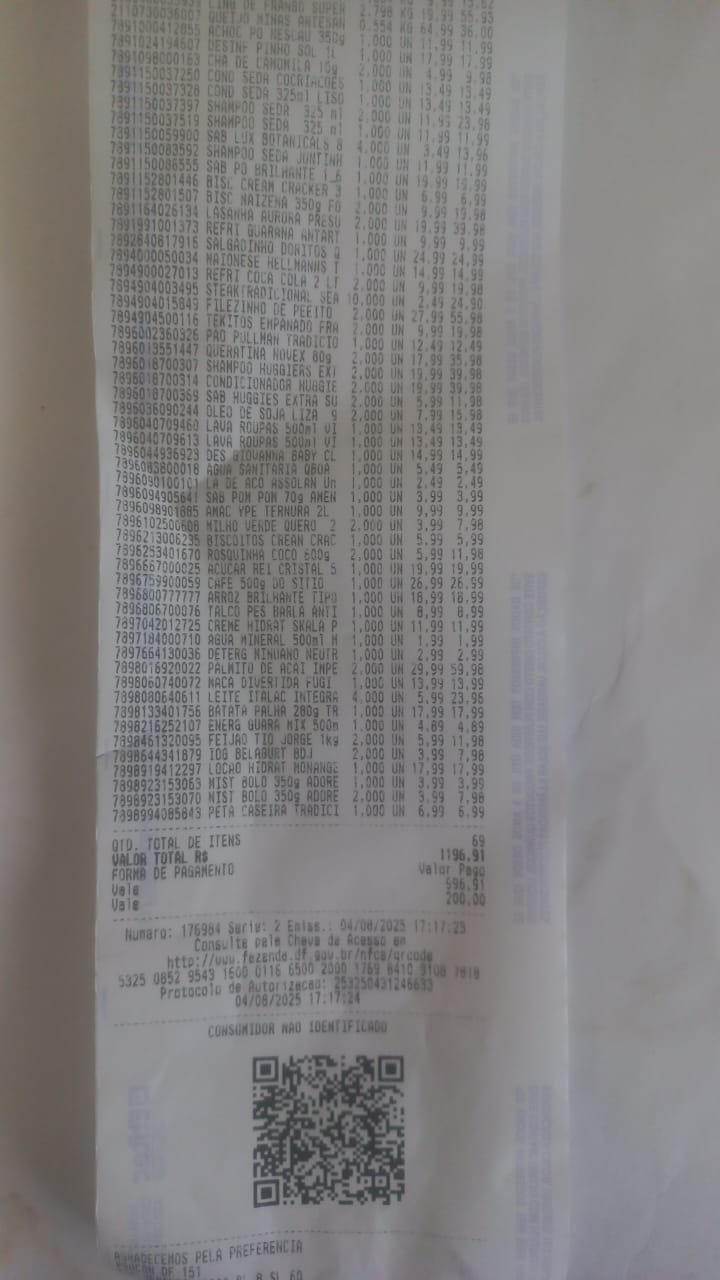 LING DE FRANGO SUPER 2,798 KG 19,99 55,93
QUEIJO MINAS ARTESAN 0,554 KG 64,99 36,00
7891000412855 ACHOC PO NESCAU 350g 1,000 UN 11,99 11,99
7891024194607 DESINF PINHO SOL 1L 1,000 UN 17,99 17,99
7891098000163 CHA DE CAMOMILA 10g 2,000 UN 4,99 9,98
7891150037250 COND SEDA COCRIACOES 1,000 UN 13,49 13,49
7891150037328 COND SEDA 325ml LISO 1,000 UN 13,49 13,49
7891150037397 SHAMPOO SEDA 325 ml 2,000 UN 11,99 23,98
7891150037519 SHAMPOO SEDA 325 ml 1,000 UN 11,99 11,99
7891150059900 SAB LUX BOTANICALS 8 4,000 UN 3,49 13,96
7891150083592 SHAMPOO SEDA JUNTINH 1,000 UN 11,99 11,99
7891150086555 SAB PO BRILHANTE 1,6 1,000 UN 19,99 19,99
7891152801446 BISC CREAM CRACKER 3 1,000 UN 6,99 6,99
7891152801507 BISC MAIZENA 350g FO 2,000 UN 9,99 19,98
7891164026134 LASANHA AURORA PRESU 2,000 UN 19,99 39,98
7891991001373 REFRI GUARANA ANTART 1,000 UN 9,99 9,99
7892840817916 SALGADINHO DORITOS Q 1,000 UN 24,99 24,99
7894000050034 MAIONESE HELLMANNS T 1,000 UN 14,99 14,99
7894900027013 REFRI COCA COLA 2 LT 2,000 UN 9,99 19,98
7894904003495 STEAKTRADICIONAL SEA 10,000 UN 2,49 24,90
7894904015849 FILEZINHO DE PEEITO 2,000 UN 27,99 55,98
7894904500116 TEKITOS EMPANADO FRA 2,000 UN 9,99 19,98
7896002360326 PAO PULLMAN TRADICIO 1,000 UN 12,49 12,49
7896013551447 QUERATINA NOVEX 80g 2,000 UN 17,99 35,98
7896018700307 SHAMPOO HUGGIERS EXT 2,000 UN 19,99 39,98
7896018700314 CONDICIONADOR HUGGIE 2,000 UN 19,99 39,98
7896018700369 SAB HUGGIES EXTRA SU 2,000 UN 5,99 11,98
7896036090244 OLEO DE SOJA LIZA 9 2,000 UN 7,99 15,98
7896040709460 LAVA ROUPAS 500ml VI 1,000 UN 13,49 13,49
7896040709613 LAVA ROUPAS 500ml VI 1,000 UN 13,49 13,49
7896044936923 DES GIOVANNA BABY CL 1,000 UN 14,99 14,99
7896083800018 AGUA SANITARIA QBOA 1,000 UN 5,49 5,49
7896090100101 LA DE ACO ASSOLAN Un 1,000 UN 2,49 2,49
7896094905641 SAB POM POM 70g AMEN 1,000 UN 3,99 3,99
7896098901885 AMAC YPE TERNURA 2L 1,000 UN 9,99 9,99
7896102500608 MILHO VERDE QUERO 2 2,000 UN 3,99 7,98
7896213006235 BISCOITOS CREAN CRAC 1,000 UN 5,99 5,99
7896253401670 ROSQUINHA COCO 600g 2,000 UN 5,99 11,98
7896667000025 ACUCAR REI CRISTAL 5 1,000 UN 19,99 19,99
7896759900059 CAFE 500g DO SITIO 1,000 UN 26,99 26,99
7896800777777 ARROZ BRILHANTE TIPO 1,000 UN 18,99 18,99
7896806700076 TALCO PES BARLA ANTI 1,000 UN 8,99 8,99
7897042012725 CREME HIDRAT SKALA P 1,000 UN 11,99 11,99
7897184000710 AGUA MINERAL 500ml M 1,000 UN 1,99 1,99
7897664130036 DETERG MINUANO NEUTR 1,000 UN 2,99 2,99
7898016920022 PALMITO DE ACAI IMPE 2,000 UN 29,99 59,98
7898060740072 MACA DIVERTIDA FUGI 1,000 UN 13,99 13,99
7898080640611 LEITE ITALAC INTEGRA 4,000 UN 5,99 23,96
7898133401756 BATATA PALHA 280g TR 1,000 UN 17,99 17,99
7898216252107 ENERG GUARA MIX 500m 1,000 UN 4,89 4,89
7898461320095 FEIJAO TIO JORGE 1kg 2,000 UN 5,99 11,98
7898644341879 IOG BELAGURT BDJ 2,000 UN 3,99 7,98
7898919412297 LOCAO HIDRAT MONANGE 1,000 UN 17,99 17,99
7898923153063 MIST BOLO 350g ADORE 1,000 UN 3,99 3,99
7898923153070 MIST BOLO 350g ADORE 2,000 UN 3,99 7,98
7898994085843 PETA CASEIRA TRADICI 1,000 UN 6,99 6,99
QTD. TOTAL DE ITENS 69
VALOR TOTAL R$ 1196,91
FORMA DE PAGAMENTO Valor Pago
Vale 996,91
Vale 200,00
Numero: 176984 Serie: 2 Emiss.: 04/08/2025 17:17:23
Consulte pela Chave de Acesso em
http://www.fazenda.df.gov.br/nfce/qrcode
5325 0852 9543 1600 0116 6500 2000 1769 8410 9108 7818
Protocolo de Autorizacao: 253250431246633
04/08/2025 17:17:24
CONSUMIDOR NAO IDENTIFICADO
AGRADECEMOS PELA PREFERENCIA
DE 151